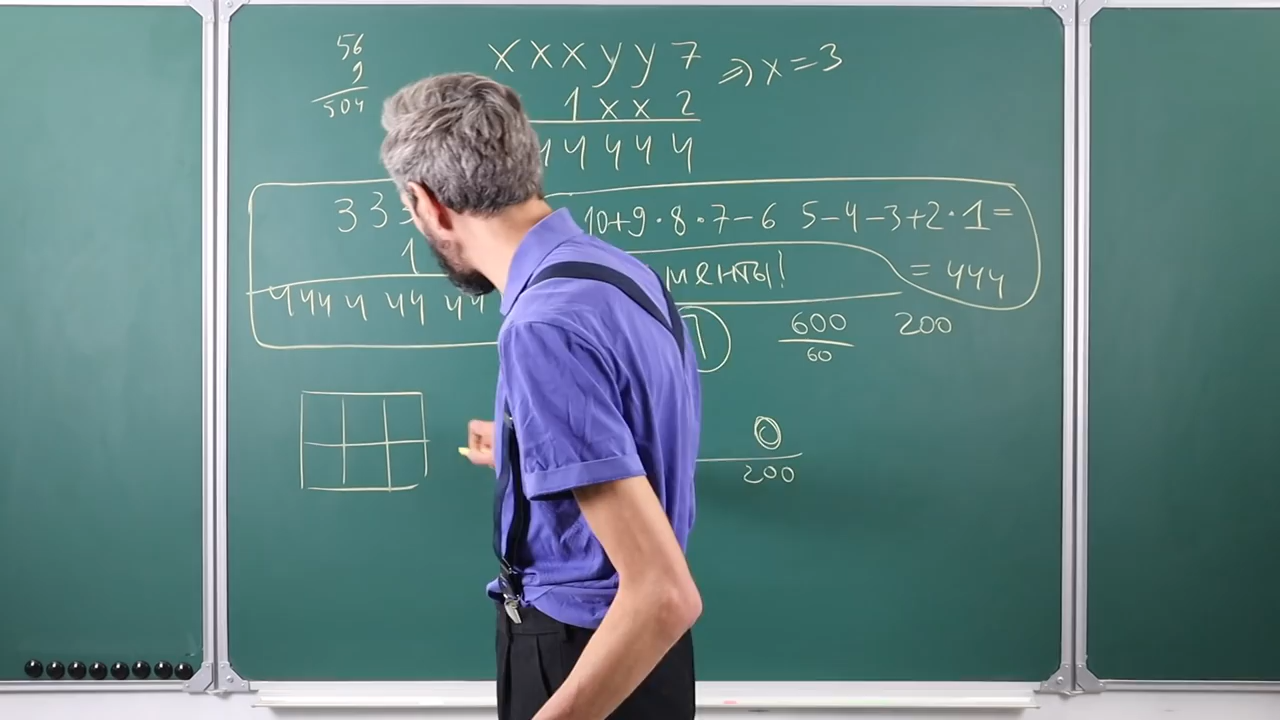 56
9
504
x x x y y 7 ⇒ x = 3
1 x x 2
4 4 4 4 4
3 3 3
1
4 4 4 4 4 4 4 4
10+9·8·7−6 5−4−3+2·1=
= 444
менты!
600
60
200
0
200